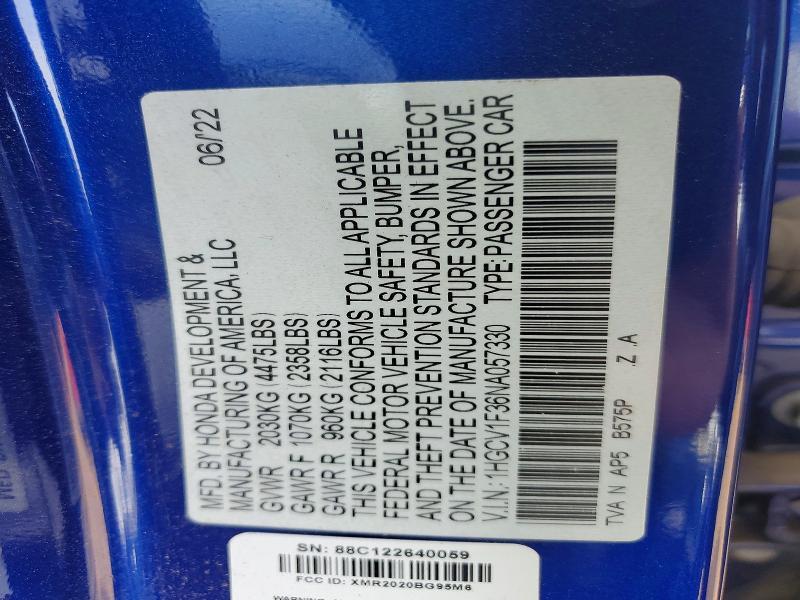 MFD. BY HONDA DEVELOPMENT & 06/22
MANUFACTURING OF AMERICA, LLC
GVWR 2030KG (4475LBS)
GAWR F 1070KG (2358LBS)
GAWR R 960KG (2116LBS)
THIS VEHICLE CONFORMS TO ALL APPLICABLE
FEDERAL MOTOR VEHICLE SAFETY, BUMPER,
AND THEFT PREVENTION STANDARDS IN EFFECT
ON THE DATE OF MANUFACTURE SHOWN ABOVE.
V.I.N.: 1HGCV1F36NA057330 TYPE: PASSENGER CAR
TVA N AP5 B575P .Z .A
SN: 88C122640059
FCC ID: XMR2020BG95M6